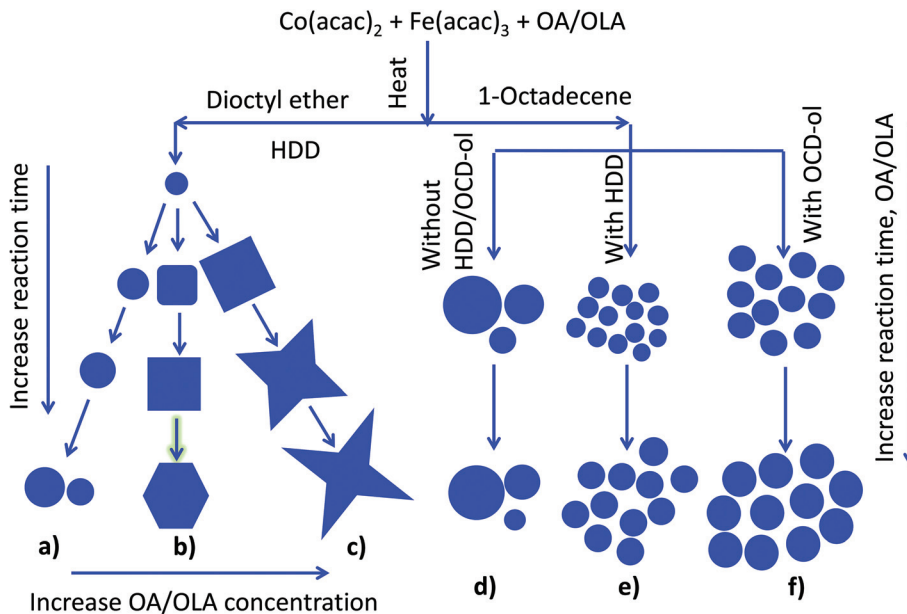 Co(acac)₂ + Fe(acac)₃ + OA/OLA
Heat
Dioctyl ether
1-Octadecene
HDD
Increase reaction time
Without
HDD/OCD-ol
With HDD
With OCD-ol
Increase reaction time, OA/OLA
a)
b)
c)
d)
e)
f)
Increase OA/OLA concentration